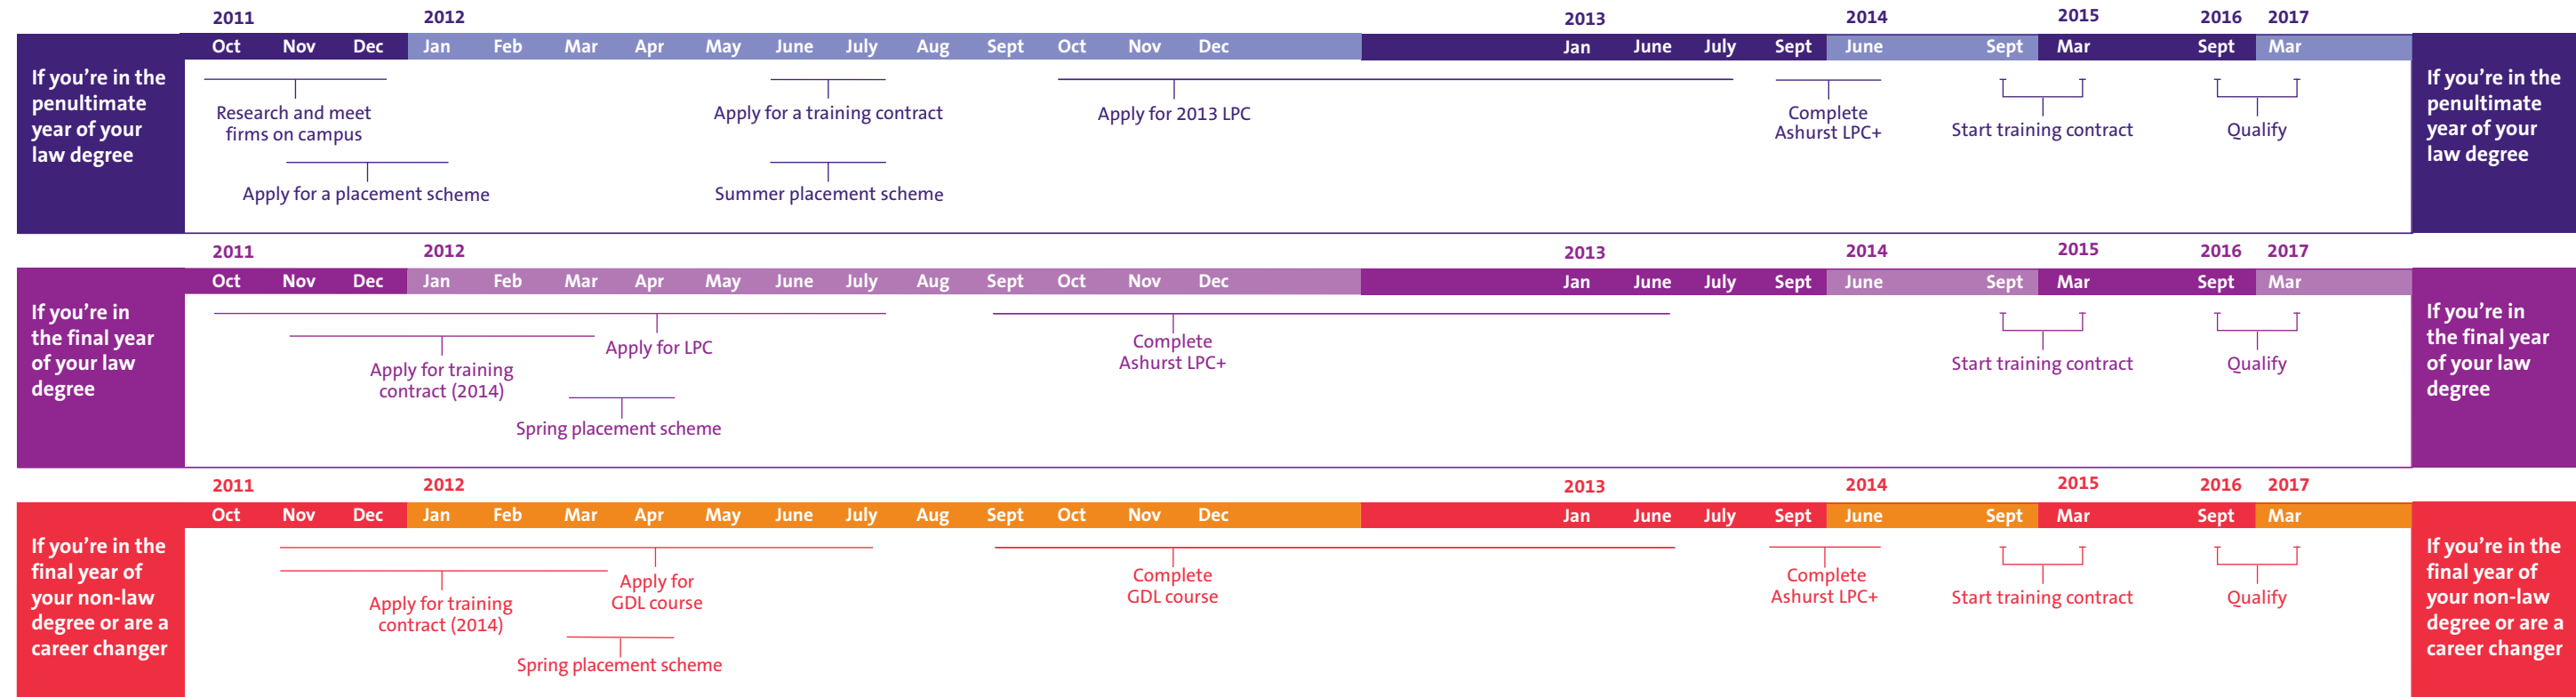 2011 2012 2013 2014 2015 2016 2017
Oct Nov Dec Jan Feb Mar Apr May June July Aug Sept Oct Nov Dec Jan June July Sept June Sept Mar Sept Mar
If you're in the
penultimate
year of your
law degree
Research and meet
firms on campus
Apply for a placement scheme
Apply for a training contract
Summer placement scheme
Apply for 2013 LPC
Complete
Ashurst LPC+
Start training contract
Qualify
If you're in the
penultimate
year of your
law degree
2011 2012 2013 2014 2015 2016 2017
Oct Nov Dec Jan Feb Mar Apr May June July Aug Sept Oct Nov Dec Jan June July Sept June Sept Mar Sept Mar
If you're in
the final year
of your law
degree
Apply for LPC
Apply for training
contract (2014)
Spring placement scheme
Complete
Ashurst LPC+
Start training contract
Qualify
If you're in
the final year
of your law
degree
2011 2012 2013 2014 2015 2016 2017
Oct Nov Dec Jan Feb Mar Apr May June July Aug Sept Oct Nov Dec Jan June July Sept June Sept Mar Sept Mar
If you're in the
final year of
your non-law
degree or are a
career changer
Apply for
GDL course
Apply for training
contract (2014)
Spring placement scheme
Complete
GDL course
Complete
Ashurst LPC+
Start training contract
Qualify
If you're in the
final year of
your non-law
degree or are a
career changer